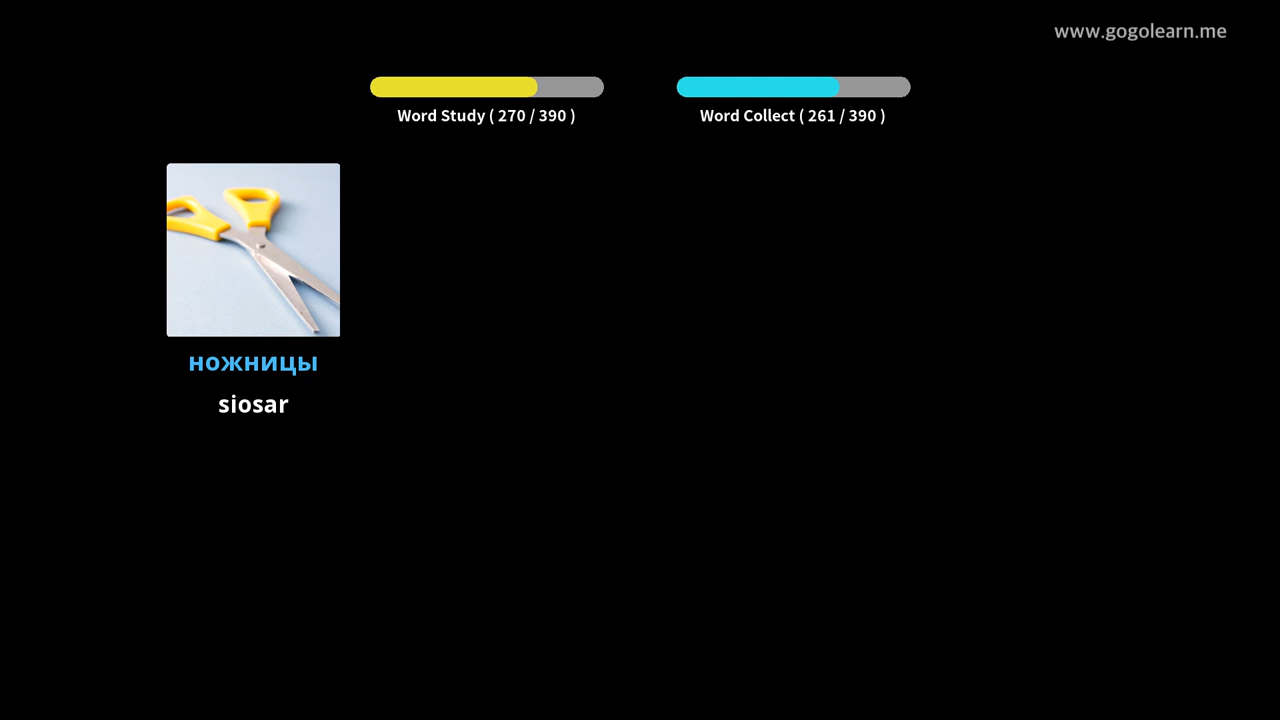 www.gogolearn.me
Word Study ( 270 / 390 )
Word Collect ( 261 / 390 )
ножницы
siosar